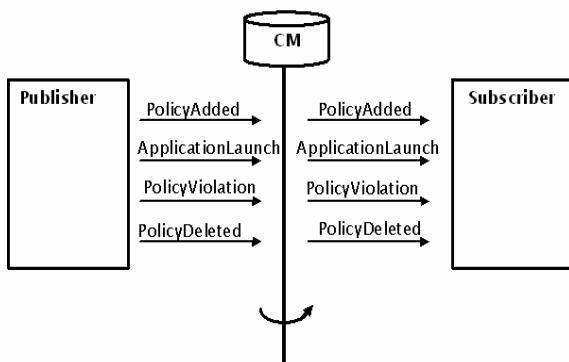 CM
Publisher
Subscriber
PolicyAdded
PolicyAdded
ApplicationLaunch
ApplicationLaunch
PolicyViolation
PolicyViolation
PolicyDeleted
PolicyDeleted